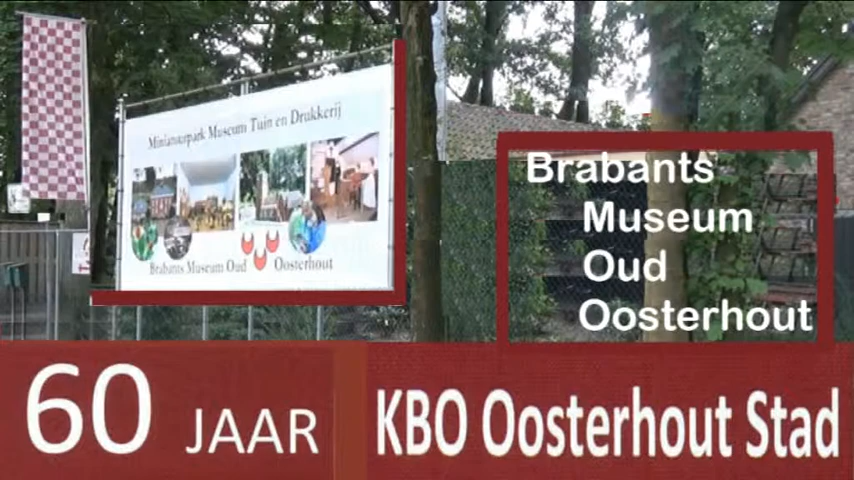 Miniatuurpark Museum Tuin en Drukkerij
Brabants Museum Oud Oosterhout
Brabants
Museum
Oud
Oosterhout
60 JAAR
KBO Oosterhout Stad